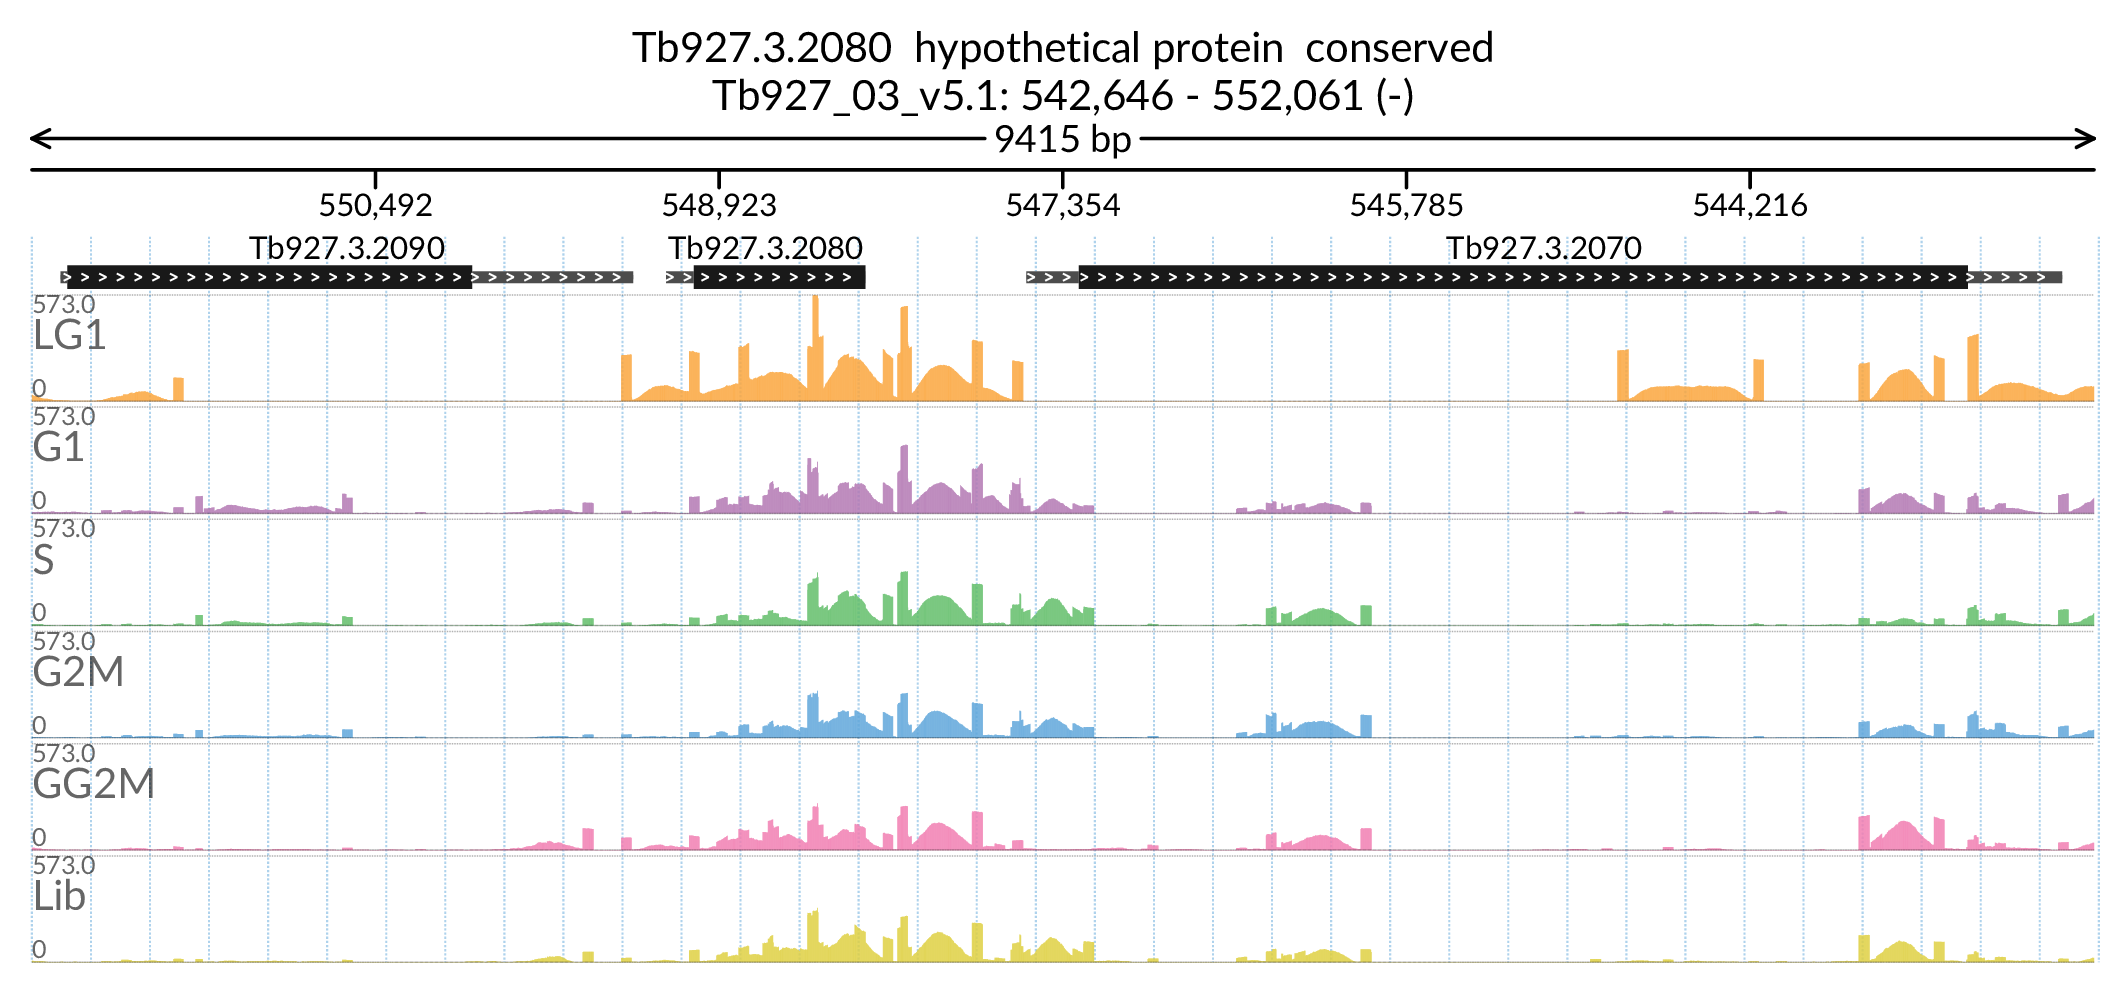 Tb927.3.2080  hypothetical protein  conserved
Tb927_03_v5.1: 542,646 - 552,061 (-)
9415 bp
550,492 548,923 547,354 545,785 544,216
Tb927.3.2090 Tb927.3.2080 Tb927.3.2070
573.0
LG1
0
573.0
G1
0
573.0
S
0
573.0
G2M
0
573.0
GG2M
0
573.0
Lib
0